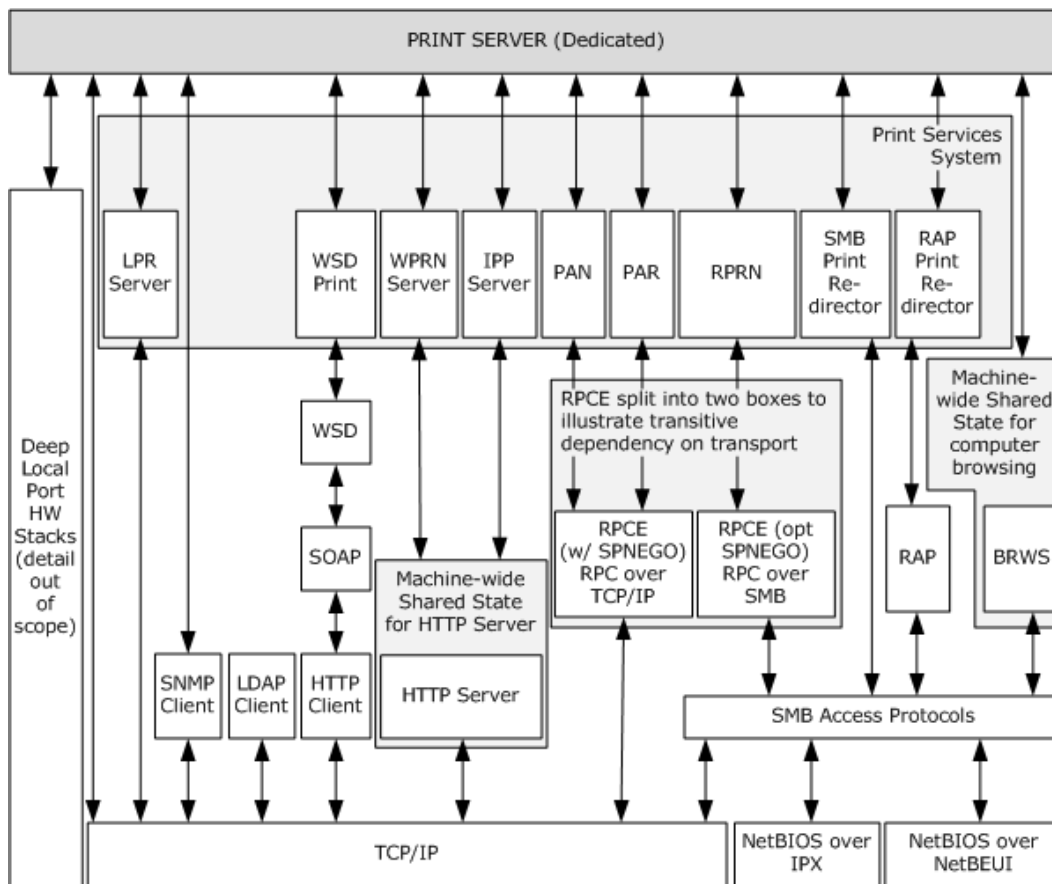 PRINT SERVER (Dedicated)
Print Services
System
LPR
Server
WSD
Print
WPRN
Server
IPP
Server
PAN
PAR
RPRN
SMB
Print
Re-
director
RAP
Print
Re-
director
Deep
Local
Port
HW
Stacks
(detail
out
of
scope)
WSD
SOAP
RPCE split into two boxes to
illustrate transitive
dependency on transport
Machine-
wide Shared
State for
computer
browsing
RPCE
(w/ SPNEGO)
RPC over
TCP/IP
RPCE (opt
SPNEGO)
RPC over
SMB
RAP
BRWS
Machine-wide
Shared State
for HTTP Server
SNMP
Client
LDAP
Client
HTTP
Client
HTTP Server
SMB Access Protocols
TCP/IP
NetBIOS over
IPX
NetBIOS over
NetBEUI